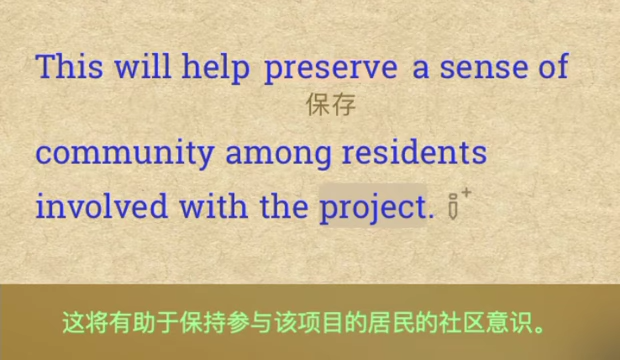 This will help preserve a sense of
保存
community among residents
involved with the project.
这将有助于保持参与该项目的居民的社区意识。